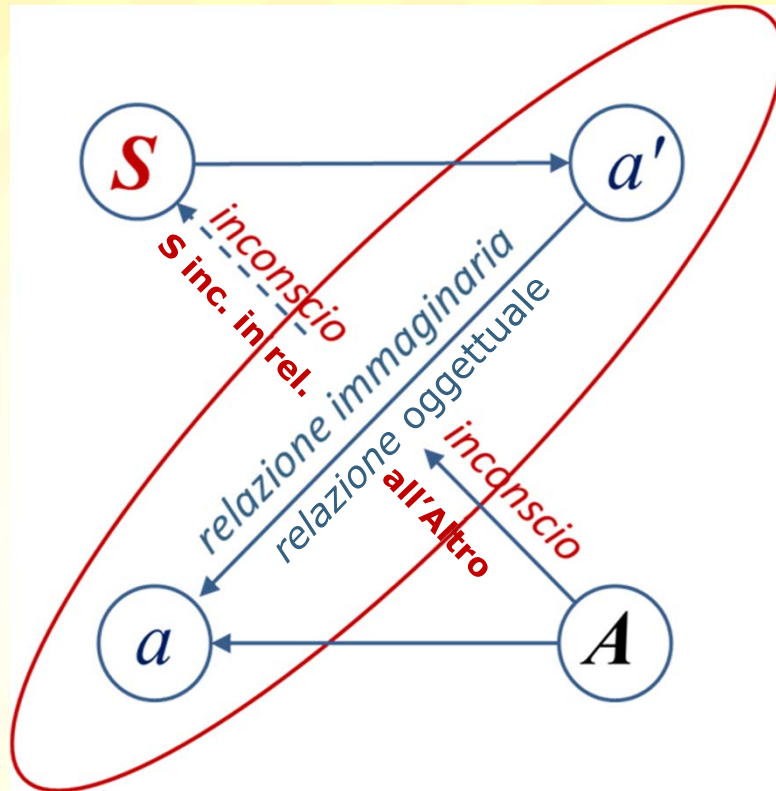 S
a'
inconscio
S inc. in rel.
relazione immaginaria
relazione oggettuale
inconscio
all'Altro
a
A